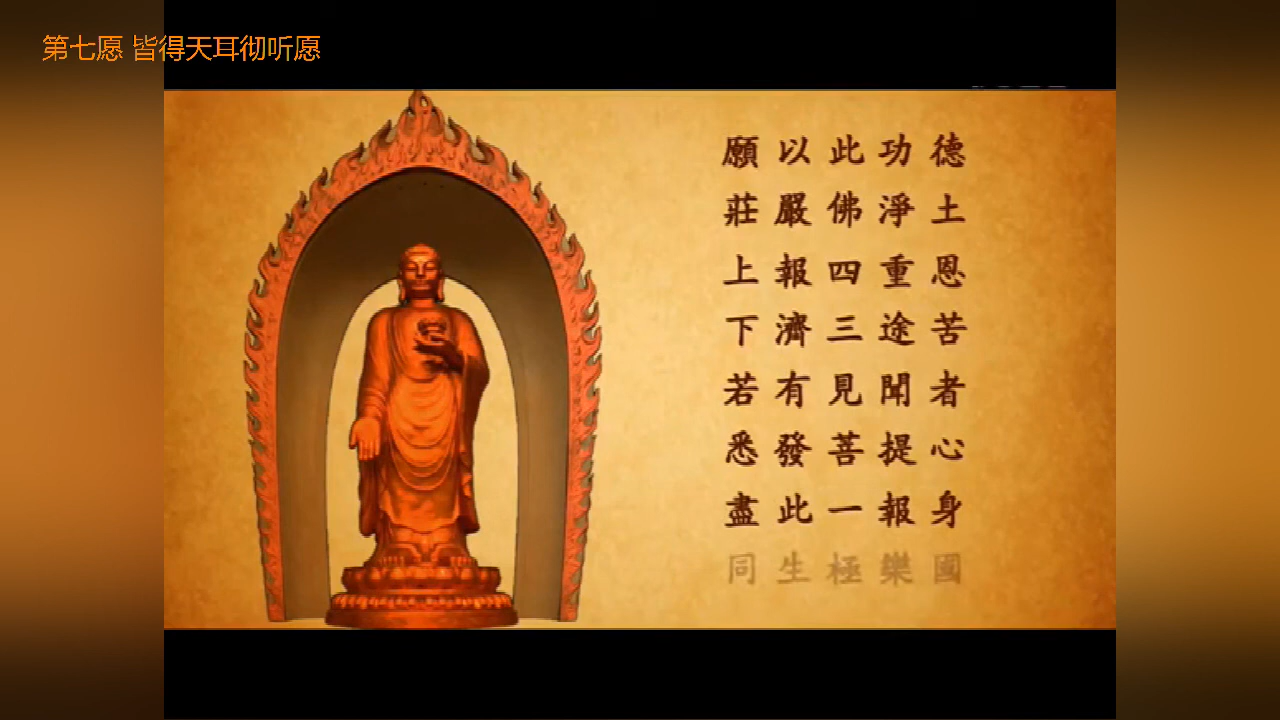 第七愿 皆得天耳彻听愿
願以此功德
莊嚴佛淨土
上報四重恩
下濟三途苦
若有見聞者
悉發菩提心
盡此一報身
同生極樂國